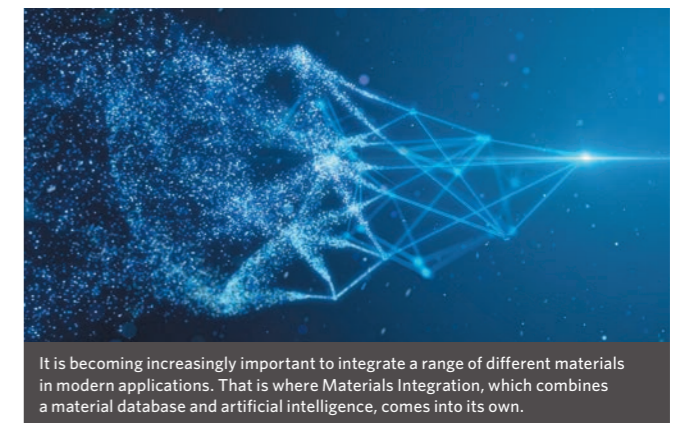 It is becoming increasingly important to integrate a range of different materials
in modern applications. That is where Materials Integration, which combines
a material database and artificial intelligence, comes into its own.